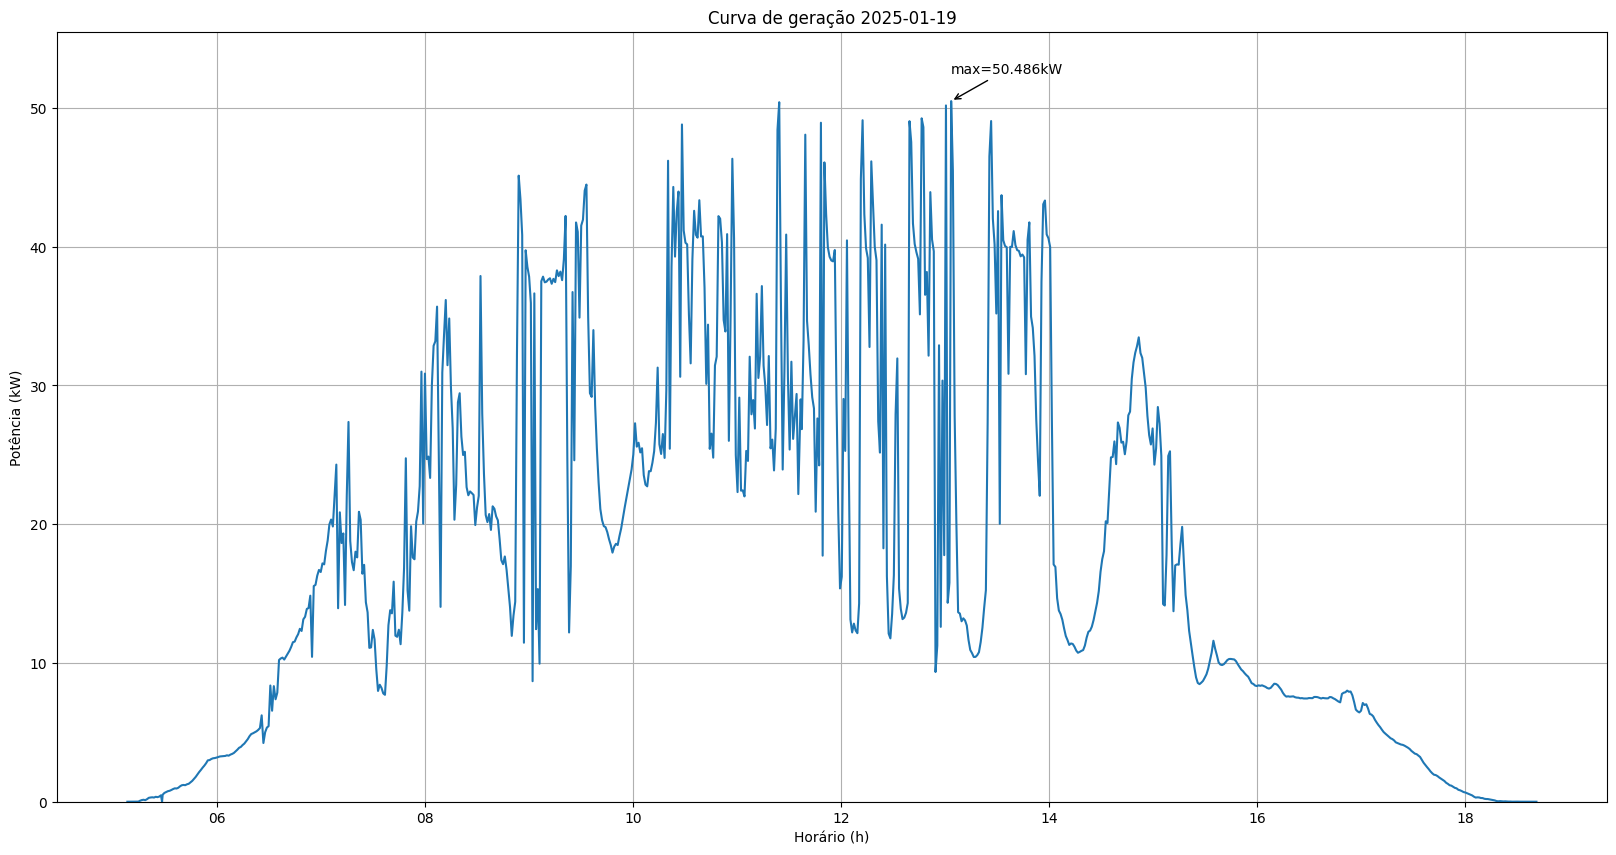 Curva de geração 2025-01-19
max=50.486kW
Potência (kW)
50
40
30
20
10
0
06 08 10 12 14 16 18
Horário (h)